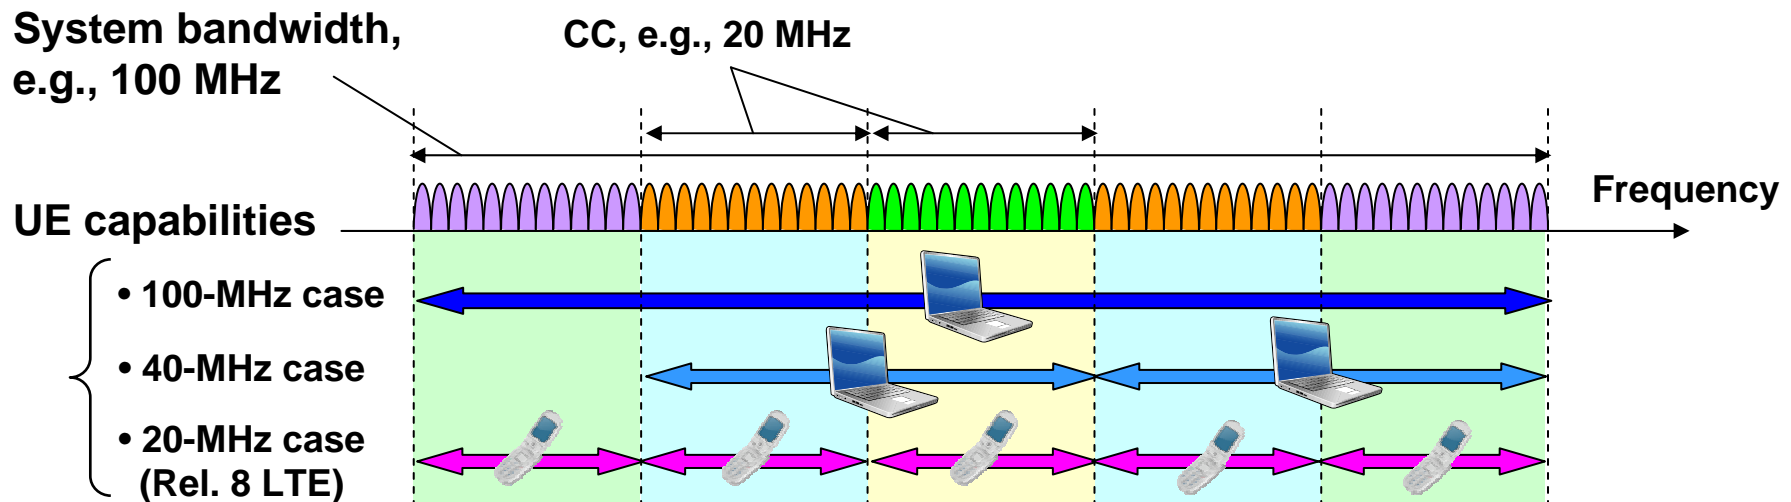 System bandwidth,
e.g., 100 MHz
CC, e.g., 20 MHz
Frequency
UE capabilities
• 100-MHz case
• 40-MHz case
• 20-MHz case
(Rel. 8 LTE)